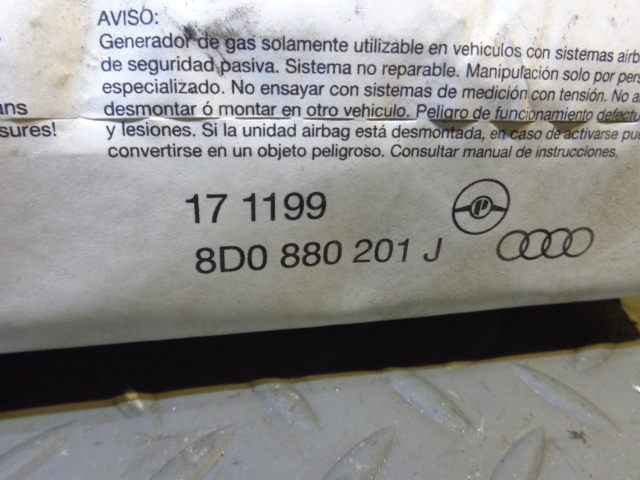 AVISO:
Generador de gas solamente utilizable en vehiculos con sistemas airb
de seguridad pasiva. Sistema no reparable. Manipulación solo por pers
especializado. No ensayar con sistemas de medición con tensión. No a
desmontar ó montar en otro vehiculo. Peligro de funcionamiento defectu
ans
sures!
y lesiones. Si la unidad airbag está desmontada, en caso de activarse pue
convertirse en un objeto peligroso. Consultar manual de instrucciones.
17 1199
P
8D0 880 201 J